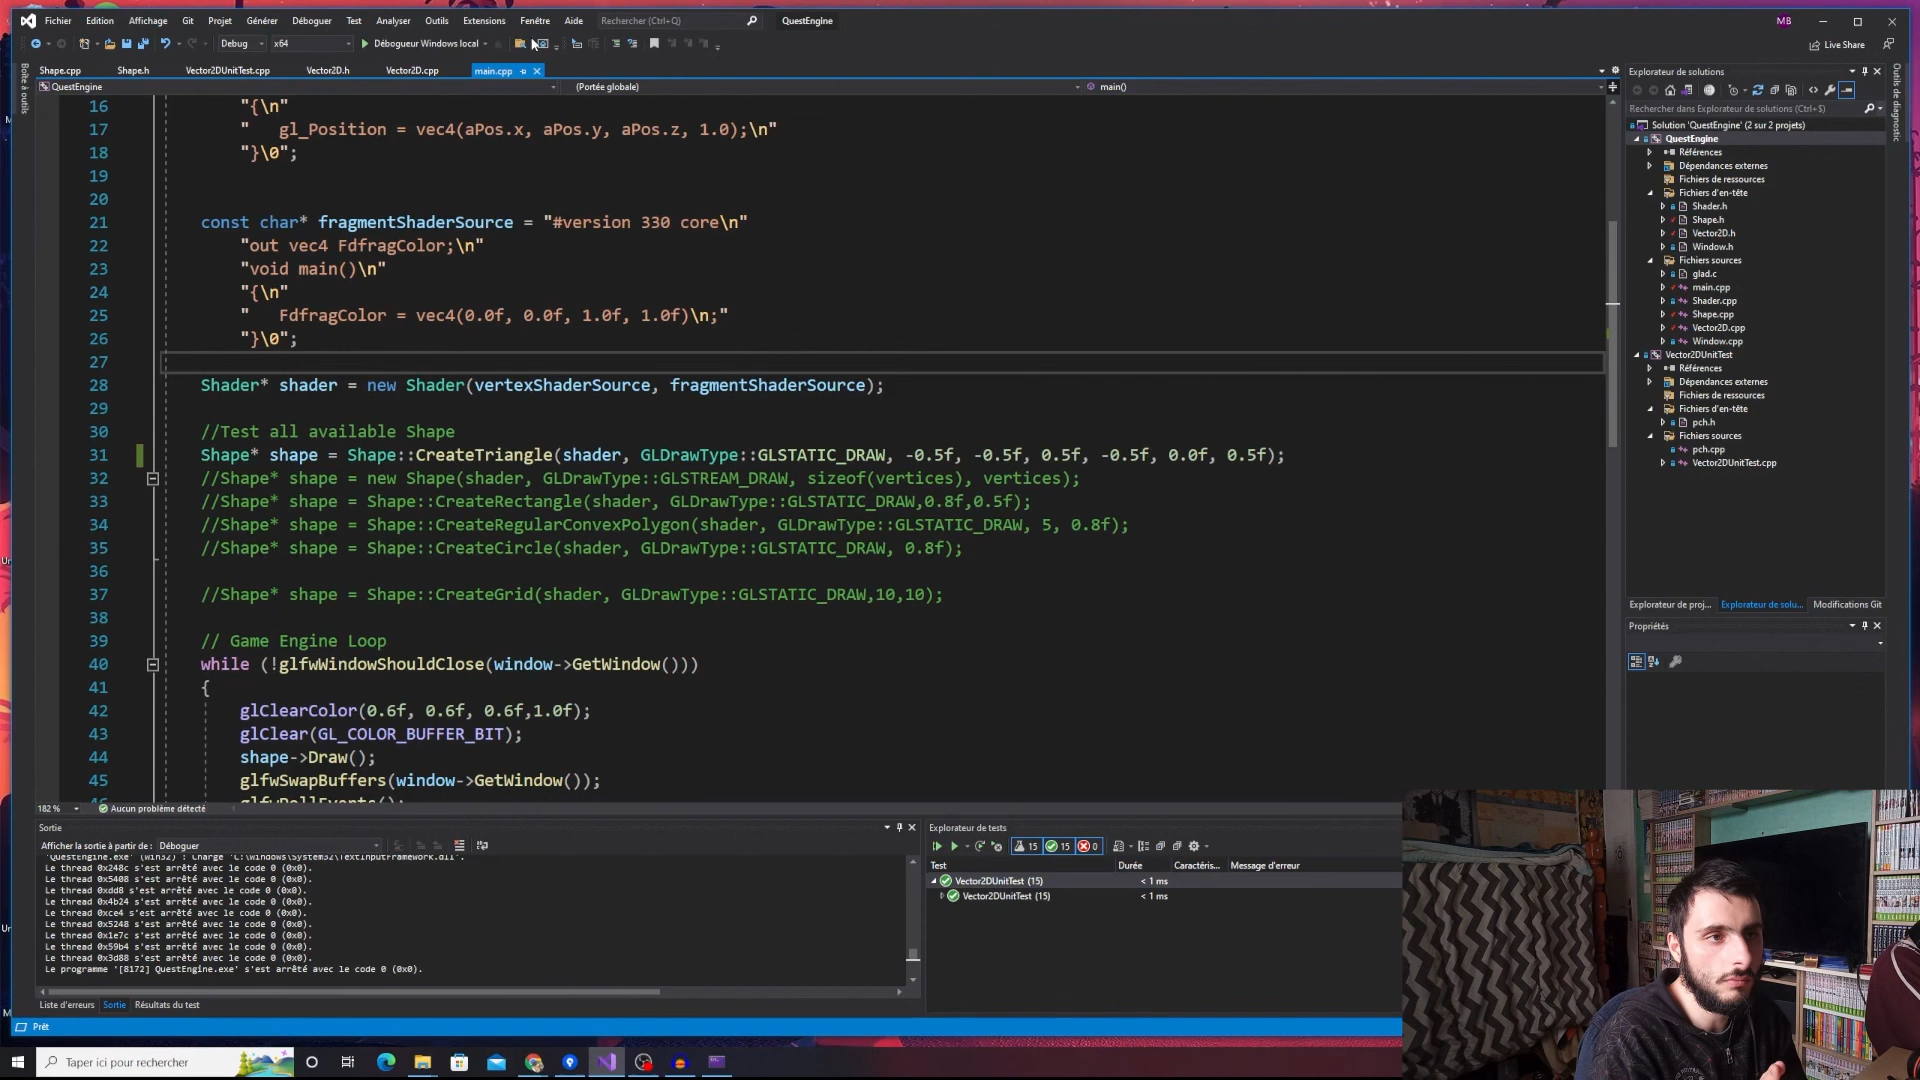 Fichier Edition Affichage Git Projet Générer Déboguer Test Analyser Outils Extensions Fenêtre Aide Rechercher (Ctrl+Q) QuestEngine MB
Debug x64 Débogueur Windows local Live Share
Shape.cpp Shape.h Vector2DUnitTest.cpp Vector2D.h Vector2D.cpp main.cpp
QuestEngine (Portée globale) main()
Boîte à outils
16 "{\n"
17 "   gl_Position = vec4(aPos.x, aPos.y, aPos.z, 1.0);\n"
18 "}\0";
19
20
21 const char* fragmentShaderSource = "#version 330 core\n"
22 "out vec4 FdfragColor;\n"
23 "void main()\n"
24 "{\n"
25 "   FdfragColor = vec4(0.0f, 0.0f, 1.0f, 1.0f)\n;"
26 "}\0";
27
28 Shader* shader = new Shader(vertexShaderSource, fragmentShaderSource);
29
30 //Test all available Shape
31 Shape* shape = Shape::CreateTriangle(shader, GLDrawType::GLSTATIC_DRAW, -0.5f, -0.5f, 0.5f, -0.5f, 0.0f, 0.5f);
32 //Shape* shape = new Shape(shader, GLDrawType::GLSTREAM_DRAW, sizeof(vertices), vertices);
33 //Shape* shape = Shape::CreateRectangle(shader, GLDrawType::GLSTATIC_DRAW,0.8f,0.5f);
34 //Shape* shape = Shape::CreateRegularConvexPolygon(shader, GLDrawType::GLSTATIC_DRAW, 5, 0.8f);
35 //Shape* shape = Shape::CreateCircle(shader, GLDrawType::GLSTATIC_DRAW, 0.8f);
36
37 //Shape* shape = Shape::CreateGrid(shader, GLDrawType::GLSTATIC_DRAW,10,10);
38
39 // Game Engine Loop
40 while (!glfwWindowShouldClose(window->GetWindow()))
41 {
42 glClearColor(0.6f, 0.6f, 0.6f,1.0f);
43 glClear(GL_COLOR_BUFFER_BIT);
44 shape->Draw();
45 glfwSwapBuffers(window->GetWindow());
182 % Aucun problème détecté
Explorateur de solutions
Rechercher dans Explorateur de solutions (Ctrl+$)
Solution 'QuestEngine' (2 sur 2 projets)
QuestEngine
Références
Dépendances externes
Fichiers de ressources
Fichiers d'en-tête
Shader.h
Shape.h
Vector2D.h
Window.h
Fichiers sources
glad.c
main.cpp
Shader.cpp
Shape.cpp
Vector2D.cpp
Window.cpp
Vector2DUnitTest
Références
Dépendances externes
Fichiers de ressources
Fichiers d'en-tête
pch.h
Fichiers sources
pch.cpp
Vector2DUnitTest.cpp
Explorateur de proj... Explorateur de solu... Modifications Git
Propriétés
Outils de diagnostic
Sortie
Afficher la sortie à partir de : Déboguer
'QuestEngine.exe' (Win32) : Chargé 'C:\Windows\System32\TextInputFramework.dll'.
Le thread 0x248c s'est arrêté avec le code 0 (0x0).
Le thread 0x5408 s'est arrêté avec le code 0 (0x0).
Le thread 0xdd8 s'est arrêté avec le code 0 (0x0).
Le thread 0x4b24 s'est arrêté avec le code 0 (0x0).
Le thread 0xce4 s'est arrêté avec le code 0 (0x0).
Le thread 0x5248 s'est arrêté avec le code 0 (0x0).
Le thread 0x1e7c s'est arrêté avec le code 0 (0x0).
Le thread 0x59b4 s'est arrêté avec le code 0 (0x0).
Le thread 0x3d88 s'est arrêté avec le code 0 (0x0).
Le programme '[8172] QuestEngine.exe' s'est arrêté avec le code 0 (0x0).
Liste d'erreurs Sortie Résultats du test
Explorateur de tests
15 15 0
Test Durée Caractéris... Message d'erreur
Vector2DUnitTest (15) < 1 ms
Vector2DUnitTest (15) < 1 ms
Prêt
Taper ici pour rechercher